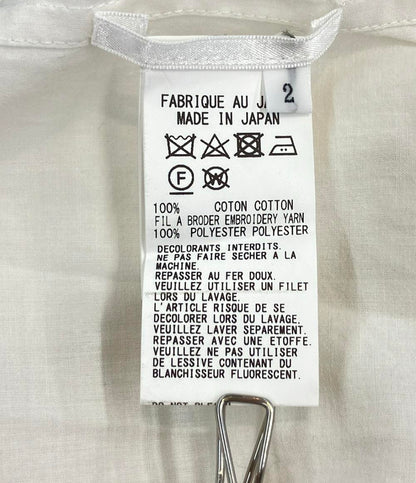 2
FABRIQUE AU
MADE IN JAPAN
F W
100% COTON COTTON
FIL A BRODER EMBROIDERY YARN
100% POLYESTER POLYESTER
DECOLORANTS INTERDITS.
NE PAS FAIRE SECHER A LA
MACHINE.
REPASSER AU FER DOUX.
VEUILLEZ UTILISER UN FILET
LORS DU LAVAGE.
L'ARTICLE RISQUE DE SE
DECOLORER LORS DU LAVAGE.
VEUILLEZ LAVER SEPAREMENT.
REPASSER AVEC UNE ETOFFE.
VEUILLEZ NE PAS UTILISER
DE LESSIVE CONTENANT DU
BLANCHISSEUR FLUORESCENT.